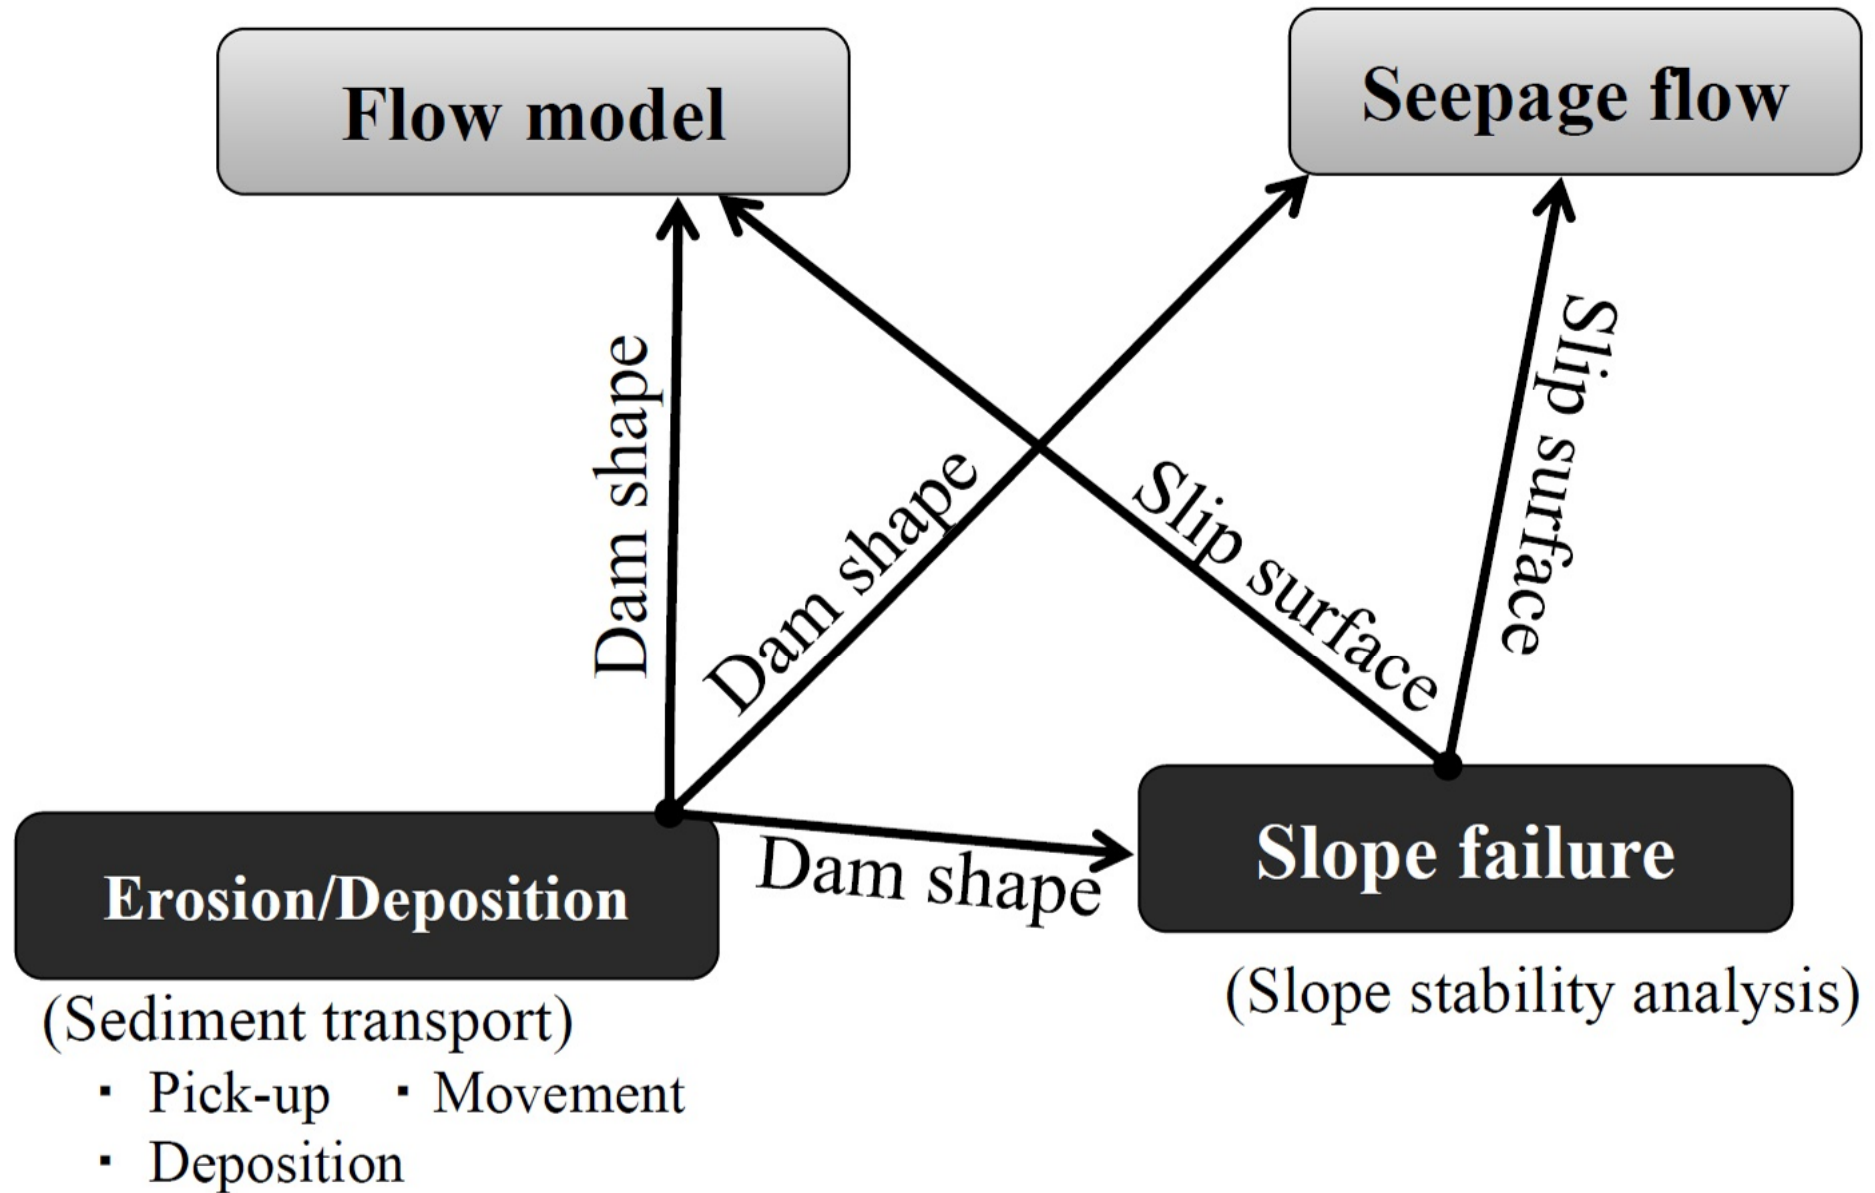 Flow model
Seepage flow
Dam shape
Dam shape
Slip surface
Slip surface
Dam shape
Erosion/Deposition
Slope failure
(Sediment transport)
(Slope stability analysis)
▪ Pick-up ▪ Movement
▪ Deposition